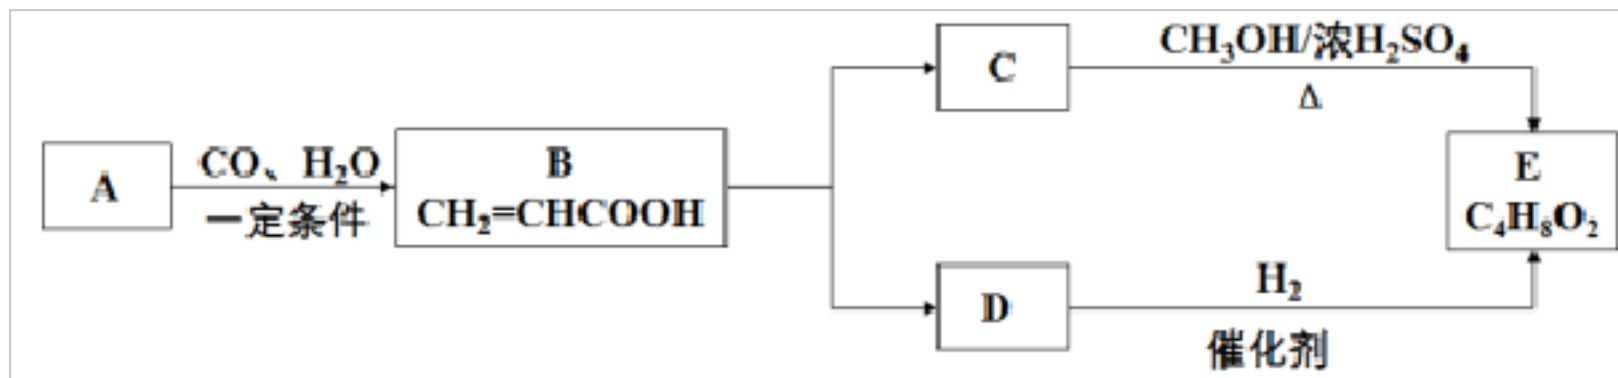 A
CO、H₂O
一定条件
B
CH₂=CHCOOH
C
CH₃OH/浓H₂SO₄
Δ
D
H₂
催化剂
E
C₄H₈O₂